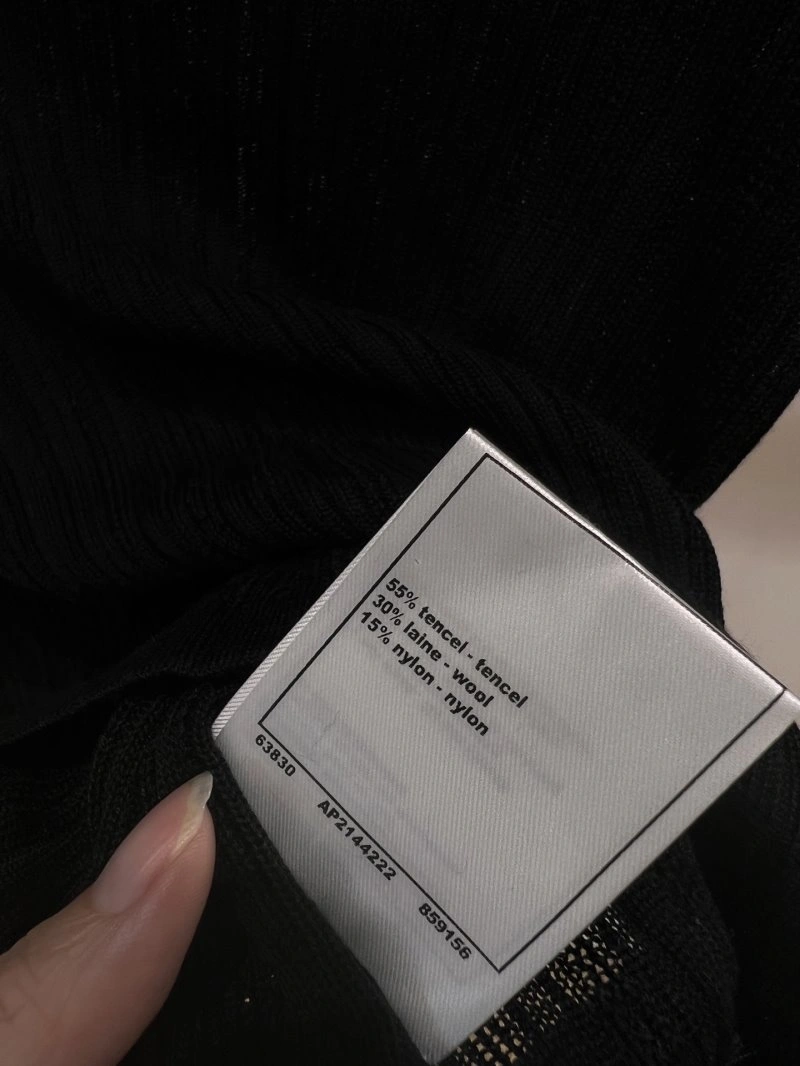 55% tencel - tencel
30% laine - wool
15% nylon - nylon
63830 AP2144222 859156